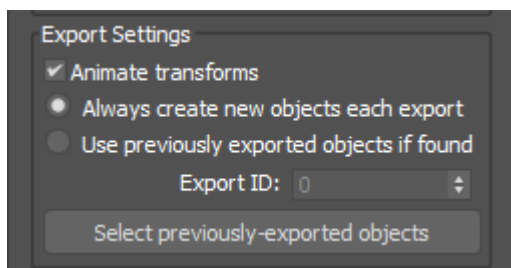 Export Settings
Animate transforms
Always create new objects each export
Use previously exported objects if found
Export ID: 0
Select previously-exported objects